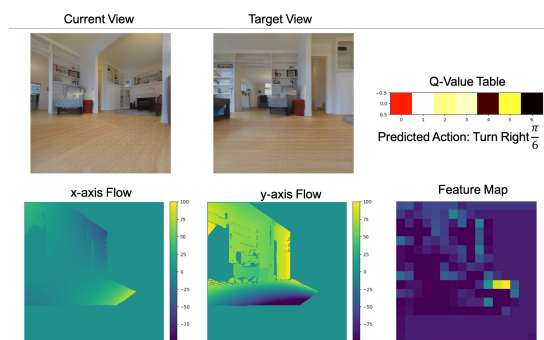 Current View
Target View
Q-Value Table
−0.5
0.0
0.5
0 1 2 3 4 5 6
Predicted Action: Turn Right π/6
x-axis Flow
y-axis Flow
Feature Map
100
75
50
25
0
−25
−50
−75
100
75
50
25
0
−25
−50
−75